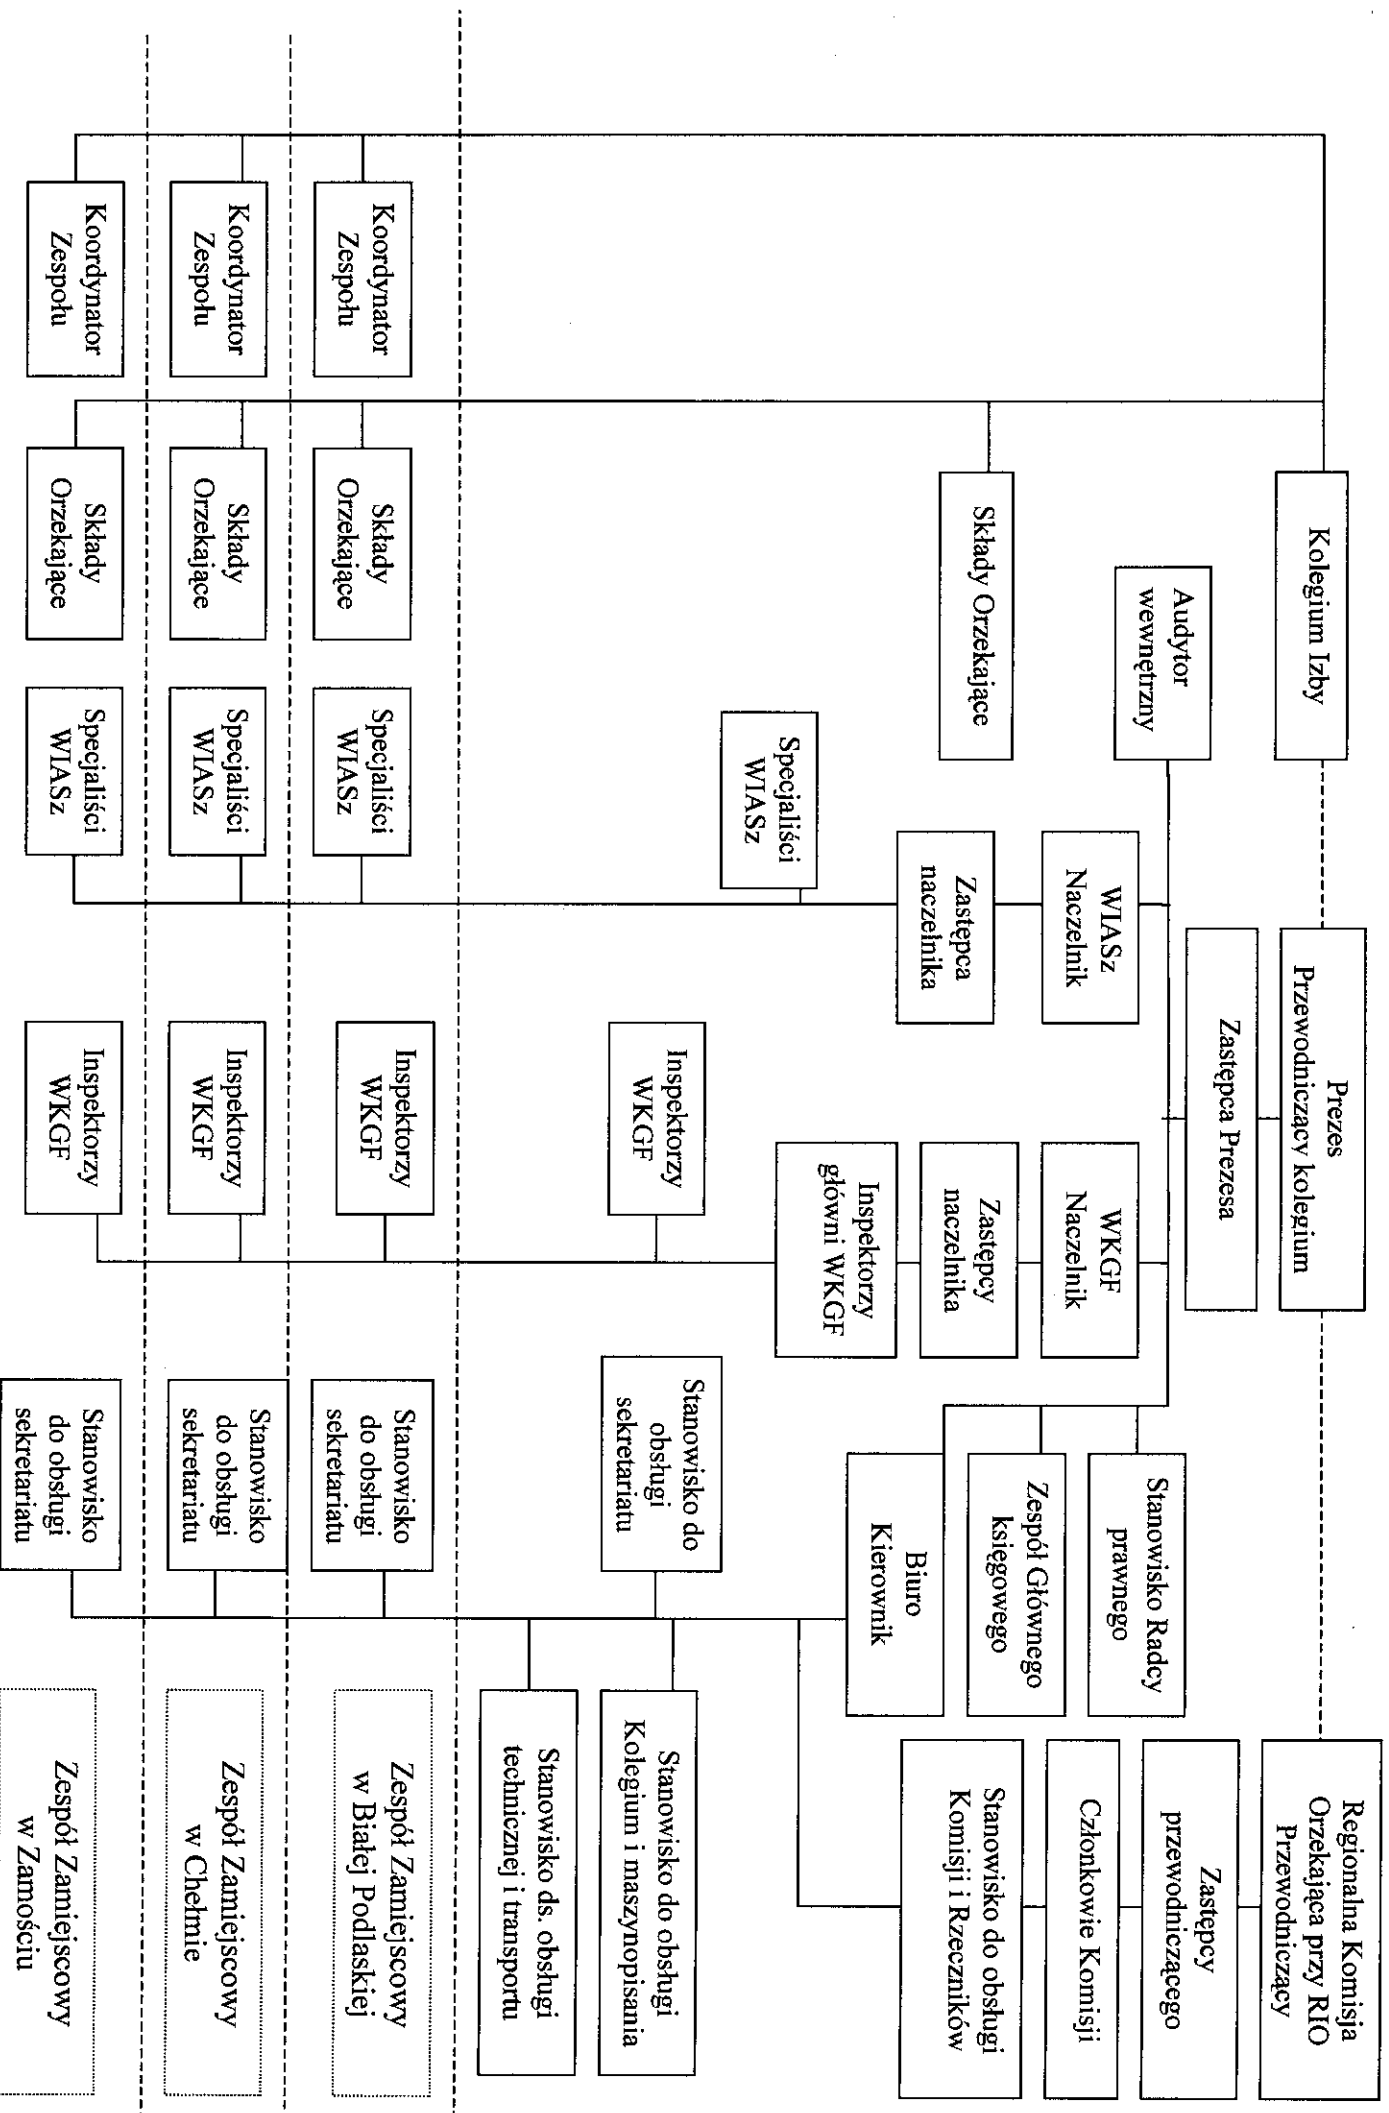 Kolegium Izby
Prezes
Przewodniczący kolegium
Regionalna Komisja
Orzekająca przy RIO
Przewodniczący
Zastępca Prezesa
Zastępcy
przewodniczącego
Audytor
wewnętrzny
WIASz
Naczelnik
WKGF
Naczelnik
Stanowisko Radcy
prawnego
Członkowie Komisji
Składy Orzekające
Zastępca
naczelnika
Zastępcy
naczelnika
Zespół Głównego
księgowego
Stanowisko do obsługi
Komisji i Rzeczników
Biuro
Kierownik
Specjaliści
WIASz
Inspektorzy
główni WKGF
Inspektorzy
WKGF
Stanowisko do
obsługi
sekretariatu
Stanowisko do obsługi
Kolegium i maszynopisania
Stanowisko ds. obsługi
technicznej i transportu
Koordynator
Zespołu
Składy
Orzekające
Specjaliści
WIASz
Inspektorzy
WKGF
Stanowisko
do obsługi
sekretariatu
Zespół Zamiejscowy
w Białej Podlaskiej
Koordynator
Zespołu
Składy
Orzekające
Specjaliści
WIASz
Inspektorzy
WKGF
Stanowisko
do obsługi
sekretariatu
Zespół Zamiejscowy
w Chełmie
Koordynator
Zespołu
Składy
Orzekające
Specjaliści
WIASz
Inspektorzy
WKGF
Stanowisko
do obsługi
sekretariatu
Zespół Zamiejscowy
w Zamościu